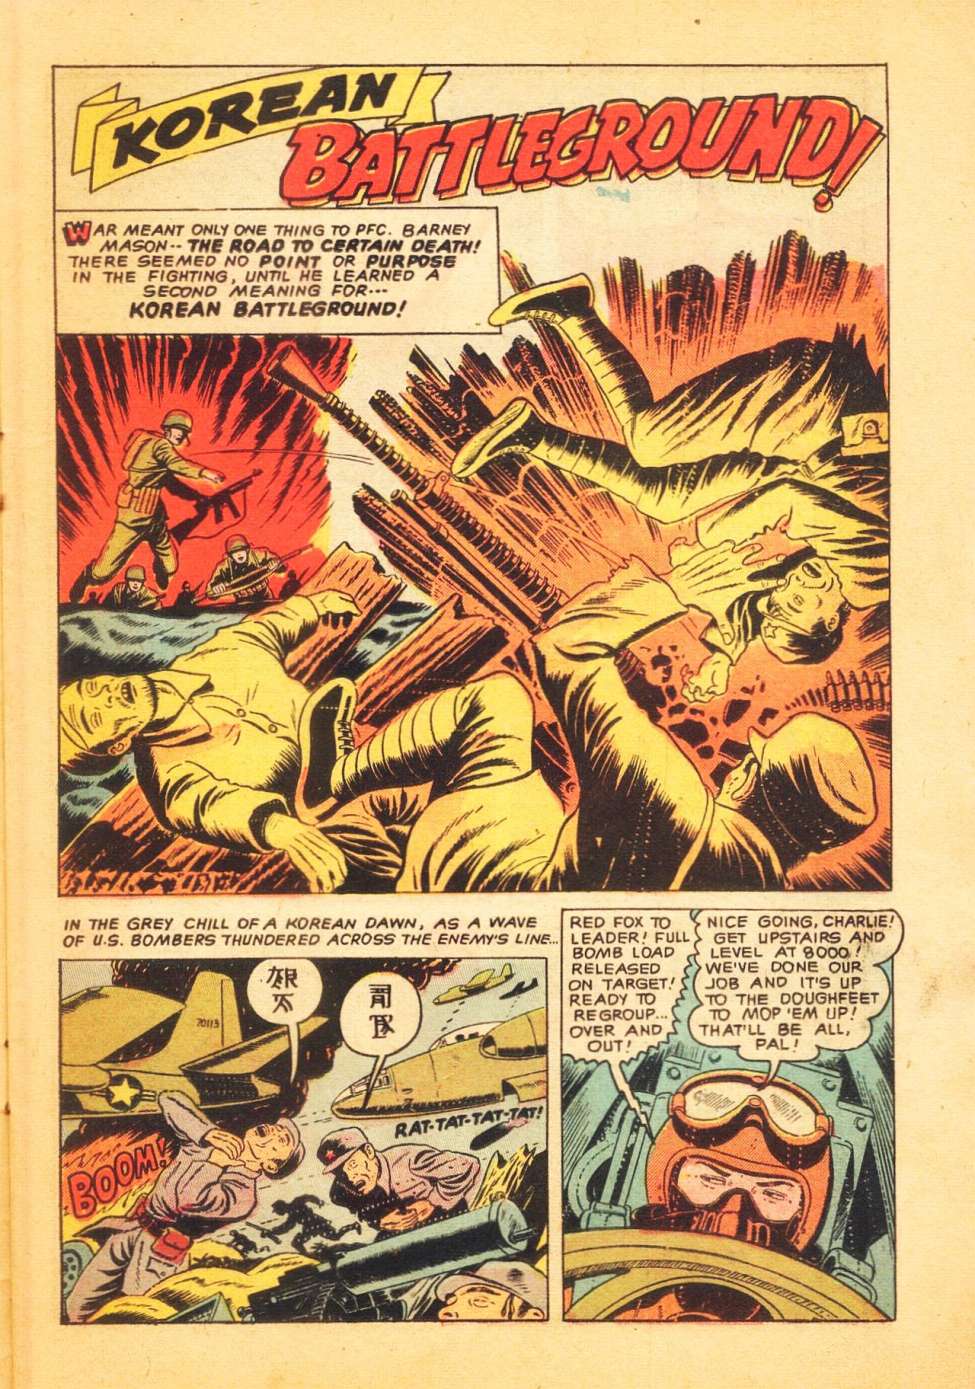 KOREAN
BATTLEGROUND!
WAR MEANT ONLY ONE THING TO PFC. BARNEY
MASON-- THE ROAD TO CERTAIN DEATH!
THERE SEEMED NO POINT OR PURPOSE
IN THE FIGHTING, UNTIL HE LEARNED A
SECOND MEANING FOR---
KOREAN BATTLEGROUND!
IN THE GREY CHILL OF A KOREAN DAWN, AS A WAVE
OF U.S. BOMBERS THUNDERED ACROSS THE ENEMY'S LINE...
20113
RAT-TAT-TAT-TAT!
BOOM!
RED FOX TO
LEADER! FULL
BOMB LOAD
RELEASED
ON TARGET!
READY TO
REGROUP...
OVER AND
OUT!
NICE GOING, CHARLIE!
GET UPSTAIRS AND
LEVEL AT 8000!
WE'VE DONE OUR
JOB AND IT'S UP
TO THE DOUGHFEET
TO MOP 'EM UP!
THAT'LL BE ALL,
PAL!